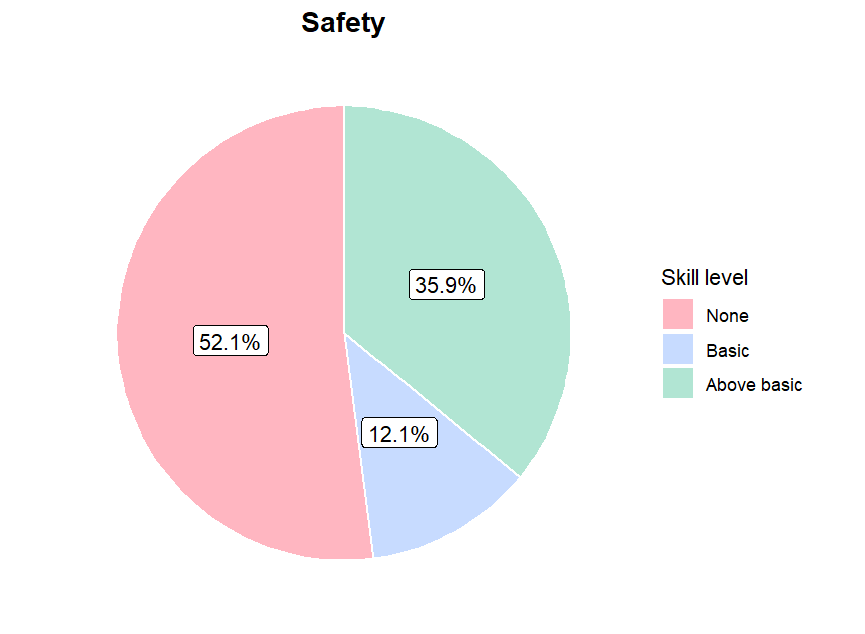 Safety
35.9%
52.1%
12.1%
Skill level
None
Basic
Above basic